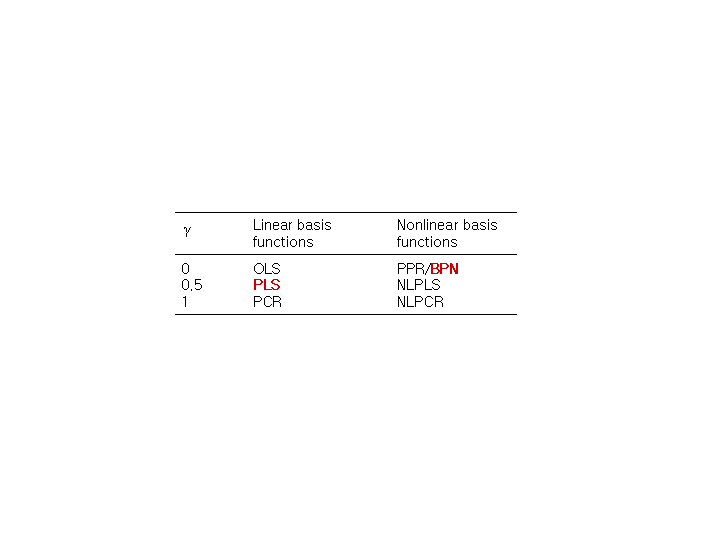 γ Linear basis functions Nonlinear basis functions
0 OLS PPR/BPN
0.5 PLS NLPLS
1 PCR NLPCR